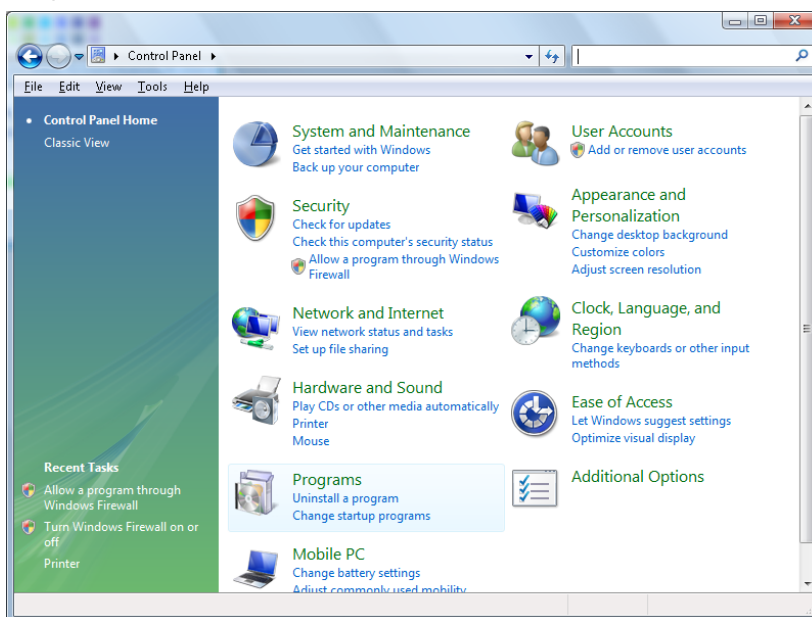 Control Panel
File Edit View Tools Help
Control Panel Home
Classic View
Recent Tasks
Allow a program through
Windows Firewall
Turn Windows Firewall on or
off
Printer
System and Maintenance
Get started with Windows
Back up your computer
Security
Check for updates
Check this computer's security status
Allow a program through Windows
Firewall
Network and Internet
View network status and tasks
Set up file sharing
Hardware and Sound
Play CDs or other media automatically
Printer
Mouse
Programs
Uninstall a program
Change startup programs
Mobile PC
Change battery settings
Adjust commonly used mobility
User Accounts
Add or remove user accounts
Appearance and
Personalization
Change desktop background
Customize colors
Adjust screen resolution
Clock, Language, and
Region
Change keyboards or other input
methods
Ease of Access
Let Windows suggest settings
Optimize visual display
Additional Options